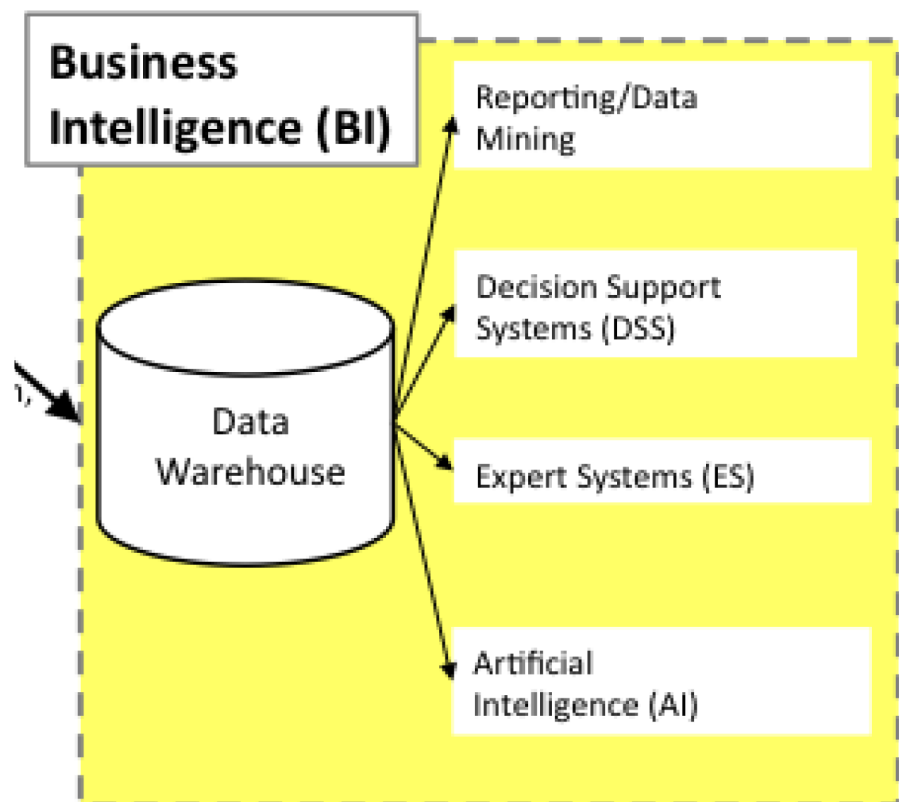 Business
Intelligence (BI)
Reporting/Data
Mining
Decision Support
Systems (DSS)
Data
Warehouse
Expert Systems (ES)
Artificial
Intelligence (AI)